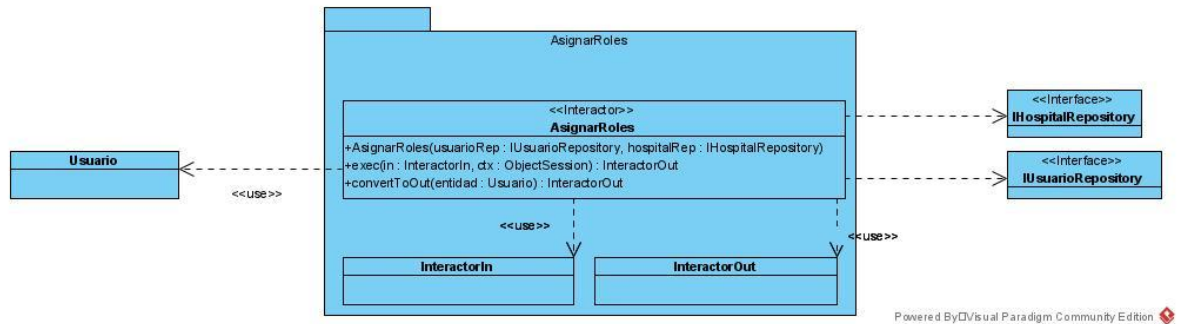 AsignarRoles
<<Interactor>>
AsignarRoles
+AsignarRoles(usuarioRep : IUsuarioRepository, hospitalRep : IHospitalRepository)
+exec(in : InteractorIn, ctx : ObjectSession) : InteractorOut
+convertToOut(entidad : Usuario) : InteractorOut
<<Interface>>
IHospitalRepository
<<Interface>>
IUsuarioRepository
Usuario
<<use>>
<<use>>
<<use>>
InteractorIn
InteractorOut
Powered By Visual Paradigm Community Edition